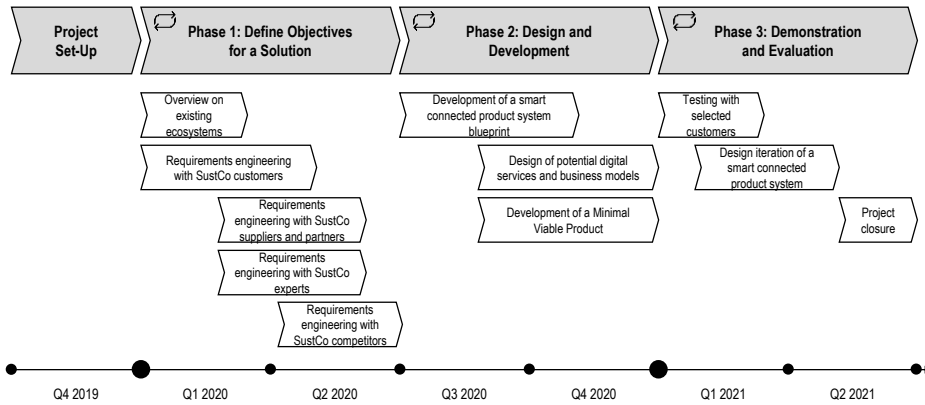 Project
Set-Up
Phase 1: Define Objectives
for a Solution
Phase 2: Design and
Development
Phase 3: Demonstration
and Evaluation
Overview on
existing
ecosystems
Requirements engineering
with SustCo customers
Requirements
engineering with SustCo
suppliers and partners
Requirements
engineering with SustCo
experts
Requirements
engineering with
SustCo competitors
Development of a smart
connected product system
blueprint
Design of potential digital
services and business models
Development of a Minimal
Viable Product
Testing with
selected
customers
Design iteration of a
smart connected
product system
Project
closure
Q4 2019
Q1 2020
Q2 2020
Q3 2020
Q4 2020
Q1 2021
Q2 2021